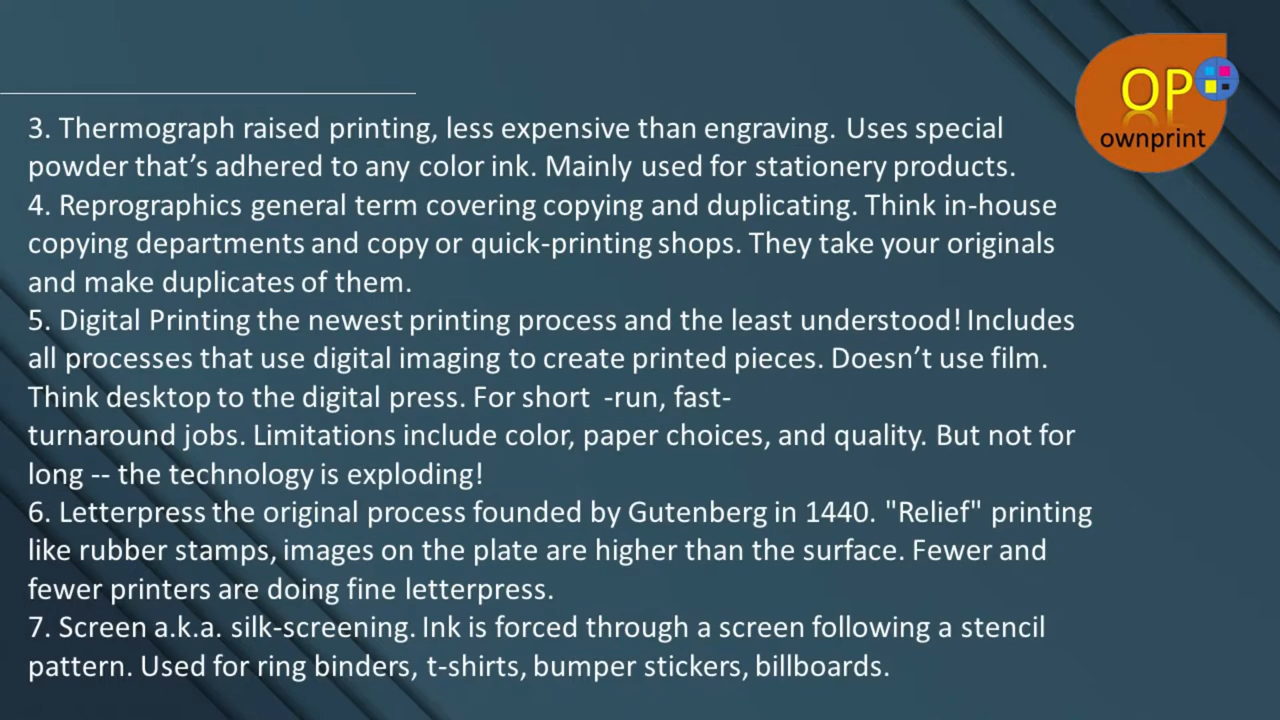 OP
ownprint
3. Thermograph raised printing, less expensive than engraving. Uses special
powder that’s adhered to any color ink. Mainly used for stationery products.
4. Reprographics general term covering copying and duplicating. Think in-house
copying departments and copy or quick-printing shops. They take your originals
and make duplicates of them.
5. Digital Printing the newest printing process and the least understood! Includes
all processes that use digital imaging to create printed pieces. Doesn’t use film.
Think desktop to the digital press. For short -run, fast-
turnaround jobs. Limitations include color, paper choices, and quality. But not for
long -- the technology is exploding!
6. Letterpress the original process founded by Gutenberg in 1440. "Relief" printing
like rubber stamps, images on the plate are higher than the surface. Fewer and
fewer printers are doing fine letterpress.
7. Screen a.k.a. silk-screening. Ink is forced through a screen following a stencil
pattern. Used for ring binders, t-shirts, bumper stickers, billboards.